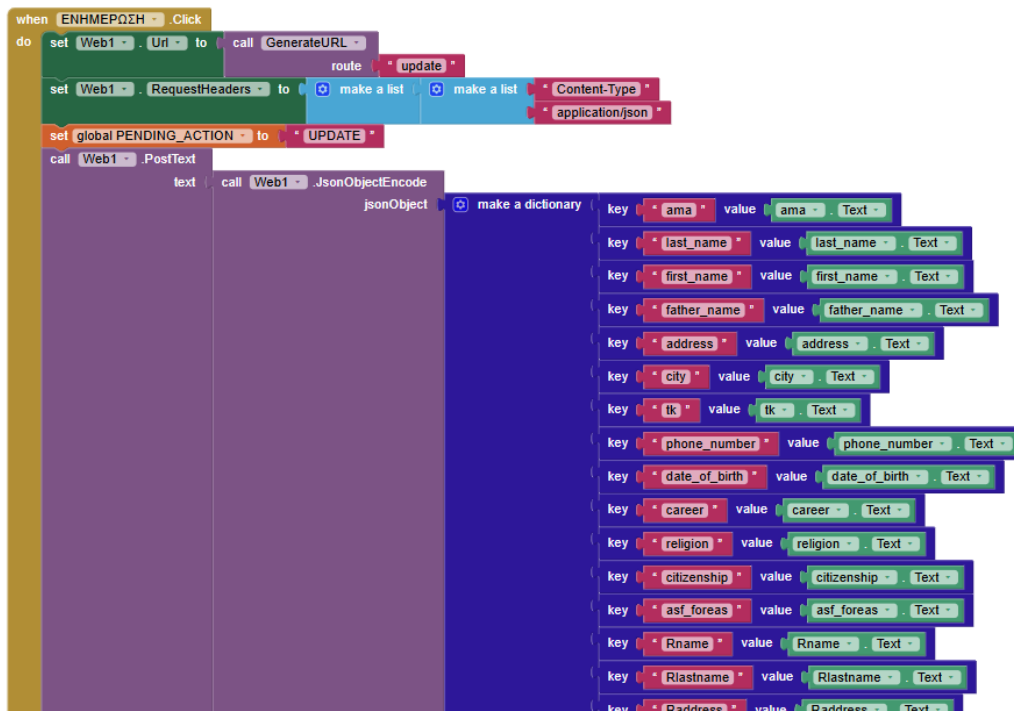 when ΕΝΗΜΕΡΩΣΗ .Click
do set Web1 . Url to call GenerateURL
route " update "
set Web1 . RequestHeaders to make a list make a list " Content-Type "
" application/json "
set global PENDING_ACTION to " UPDATE "
call Web1 .PostText
text call Web1 .JsonObjectEncode
jsonObject make a dictionary key " ama " value ama . Text
key " last_name " value last_name . Text
key " first_name " value first_name . Text
key " father_name " value father_name . Text
key " address " value address . Text
key " city " value city . Text
key " tk " value tk . Text
key " phone_number " value phone_number . Text
key " date_of_birth " value date_of_birth . Text
key " career " value career . Text
key " religion " value religion . Text
key " citizenship " value citizenship . Text
key " asf_foreas " value asf_foreas . Text
key " Rname " value Rname . Text
key " Rlastname " value Rlastname . Text
key " Raddress " value Raddress . Text